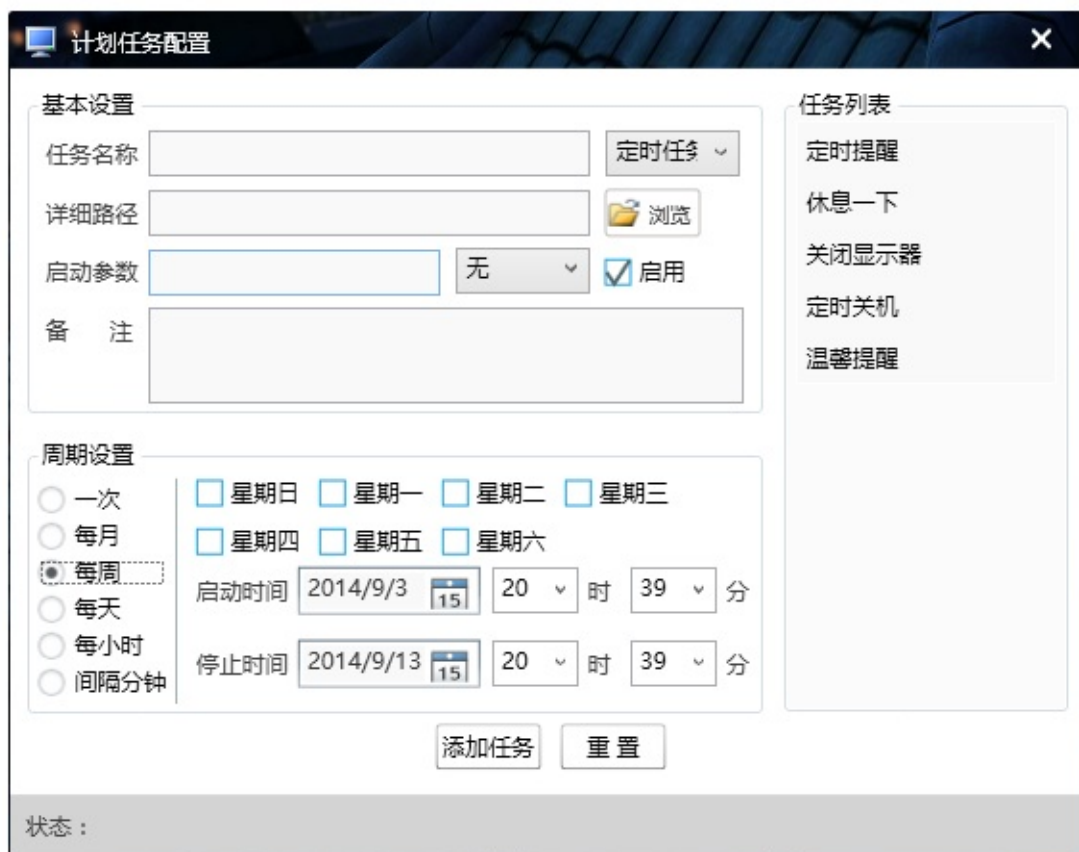 计划任务配置
基本设置
任务名称 定时任务
详细路径 浏览
启动参数 无 启用
备 注
周期设置
一次
每月
每周
每天
每小时
间隔分钟
星期日 星期一 星期二 星期三
星期四 星期五 星期六
启动时间 2014/9/3 15 20 时 39 分
停止时间 2014/9/13 15 20 时 39 分
添加任务 重 置
任务列表
定时提醒
休息一下
关闭显示器
定时关机
温馨提醒
状态：